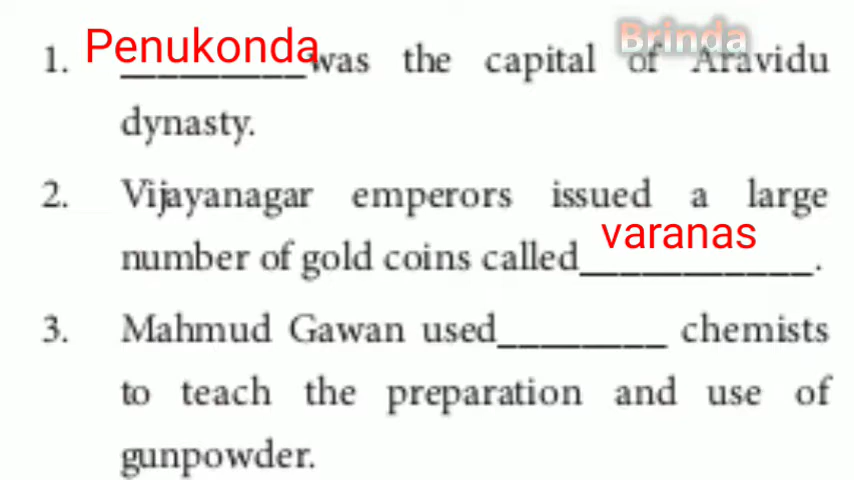 Brinda
1. Penukonda was the capital of Aravidu
dynasty.
2. Vijayanagar emperors issued a large
number of gold coins called varanas.
3. Mahmud Gawan used________ chemists
to teach the preparation and use of
gunpowder.